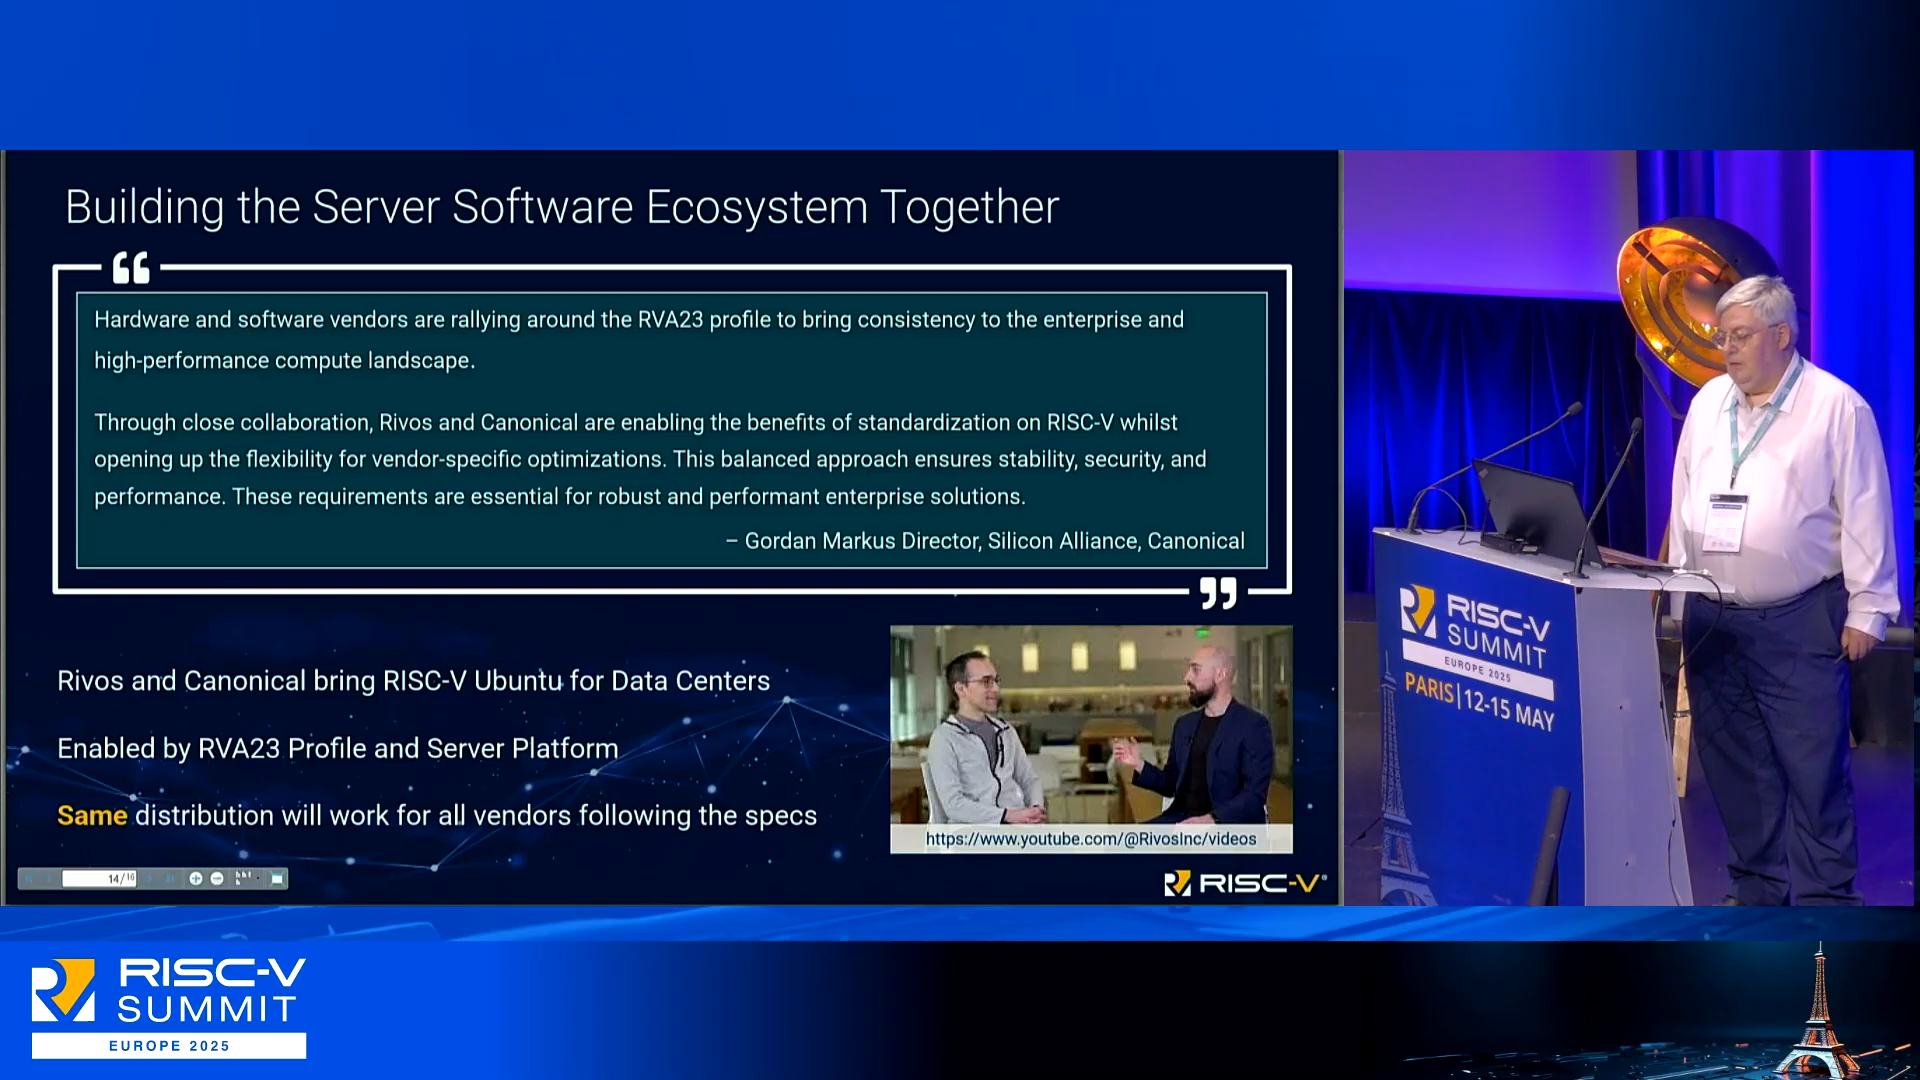 Building the Server Software Ecosystem Together
Hardware and software vendors are rallying around the RVA23 profile to bring consistency to the enterprise and
high-performance compute landscape.
Through close collaboration, Rivos and Canonical are enabling the benefits of standardization on RISC-V whilst
opening up the flexibility for vendor-specific optimizations. This balanced approach ensures stability, security, and
performance. These requirements are essential for robust and performant enterprise solutions.
– Gordan Markus Director, Silicon Alliance, Canonical
Rivos and Canonical bring RISC-V Ubuntu for Data Centers
Enabled by RVA23 Profile and Server Platform
Same distribution will work for all vendors following the specs
https://www.youtube.com/@RivosInc/videos
14/16
RISC-V
RISC-V
SUMMIT
EUROPE 2025
PARIS | 12-15 MAY
RISC-V
SUMMIT
EUROPE 2025